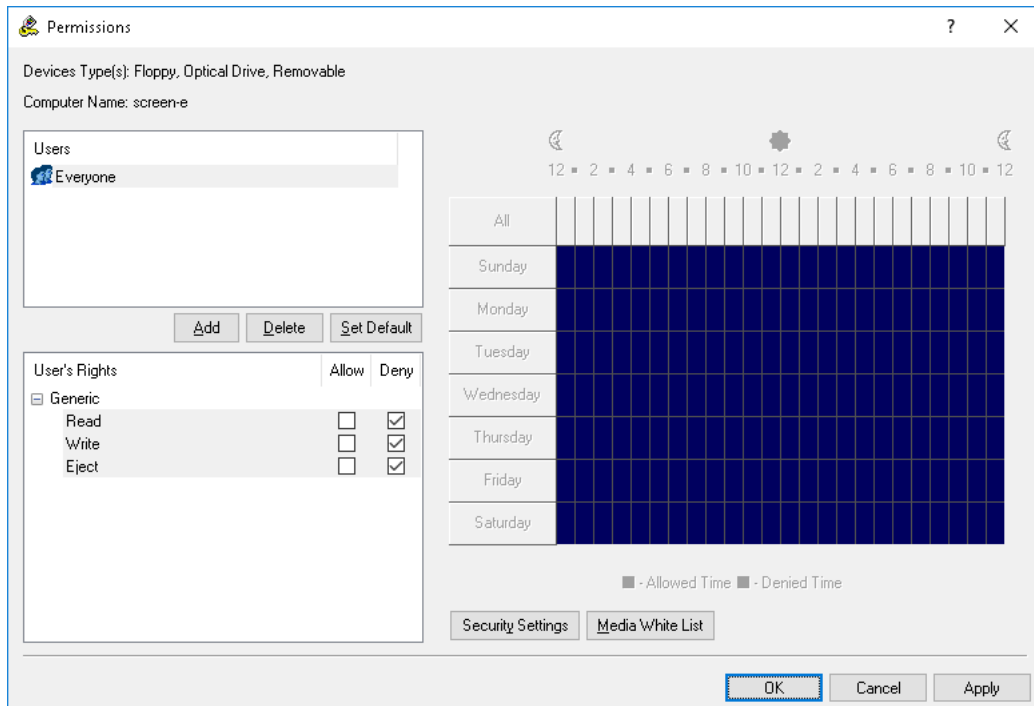 Permissions
?
Devices Type(s): Floppy, Optical Drive, Removable
Computer Name: screen-e
Users
Everyone
Add Delete Set Default
User's Rights Allow Deny
Generic
Read
Write
Eject
12 2 4 6 8 10 12 2 4 6 8 10 12
All
Sunday
Monday
Tuesday
Wednesday
Thursday
Friday
Saturday
- Allowed Time - Denied Time
Security Settings Media White List
OK Cancel Apply